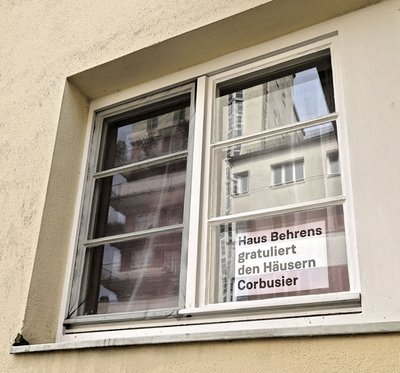 Haus Behrens
gratuliert
den Häusern
Corbusier